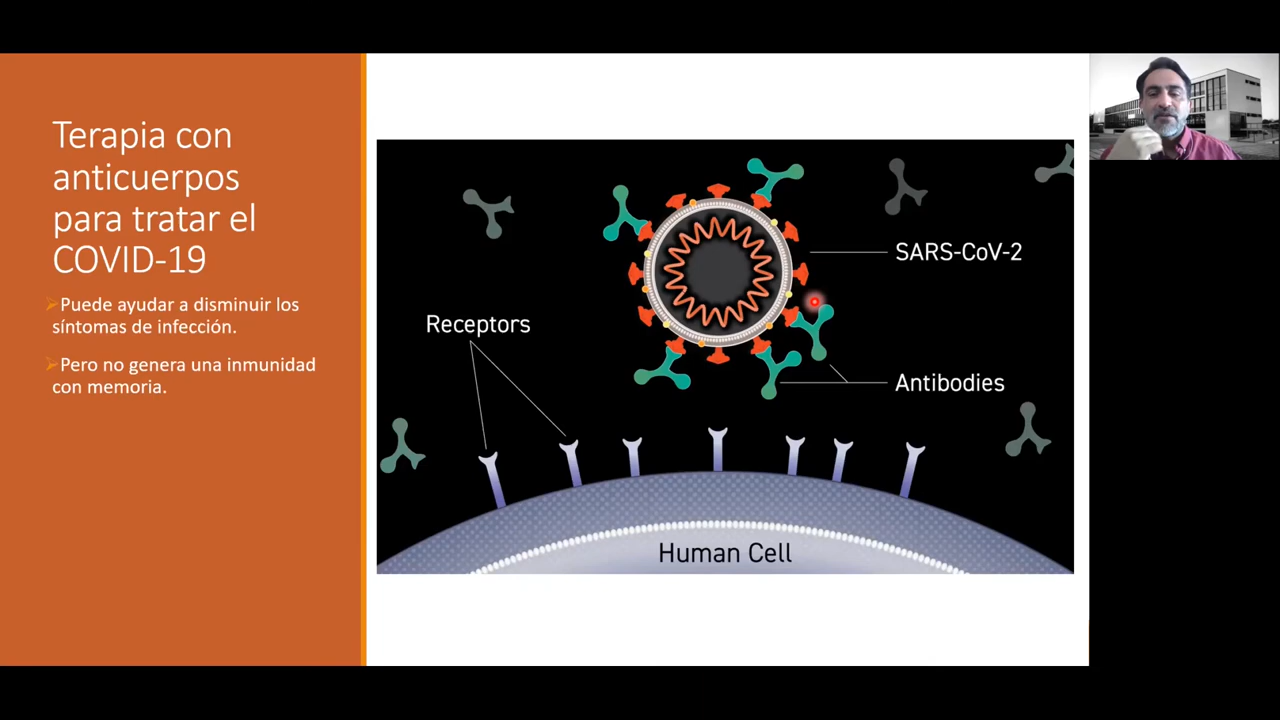 Terapia con
anticuerpos
para tratar el
COVID-19
Puede ayudar a disminuir los
síntomas de infección.
Pero no genera una inmunidad
con memoria.
SARS-CoV-2
Receptors
Antibodies
Human Cell